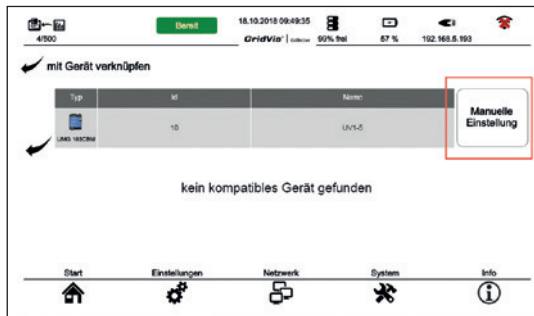 4/500
Bereit
18.10.2018 09:49:35
GridVis
99% frei
67 %
192.168.5.193
mit Gerät verknüpfen
Typ Id Name
UMG 103CBM 10 UV1-5
Manuelle
Einstellung
kein kompatibles Gerät gefunden
Start Einstellungen Netzwerk System Info